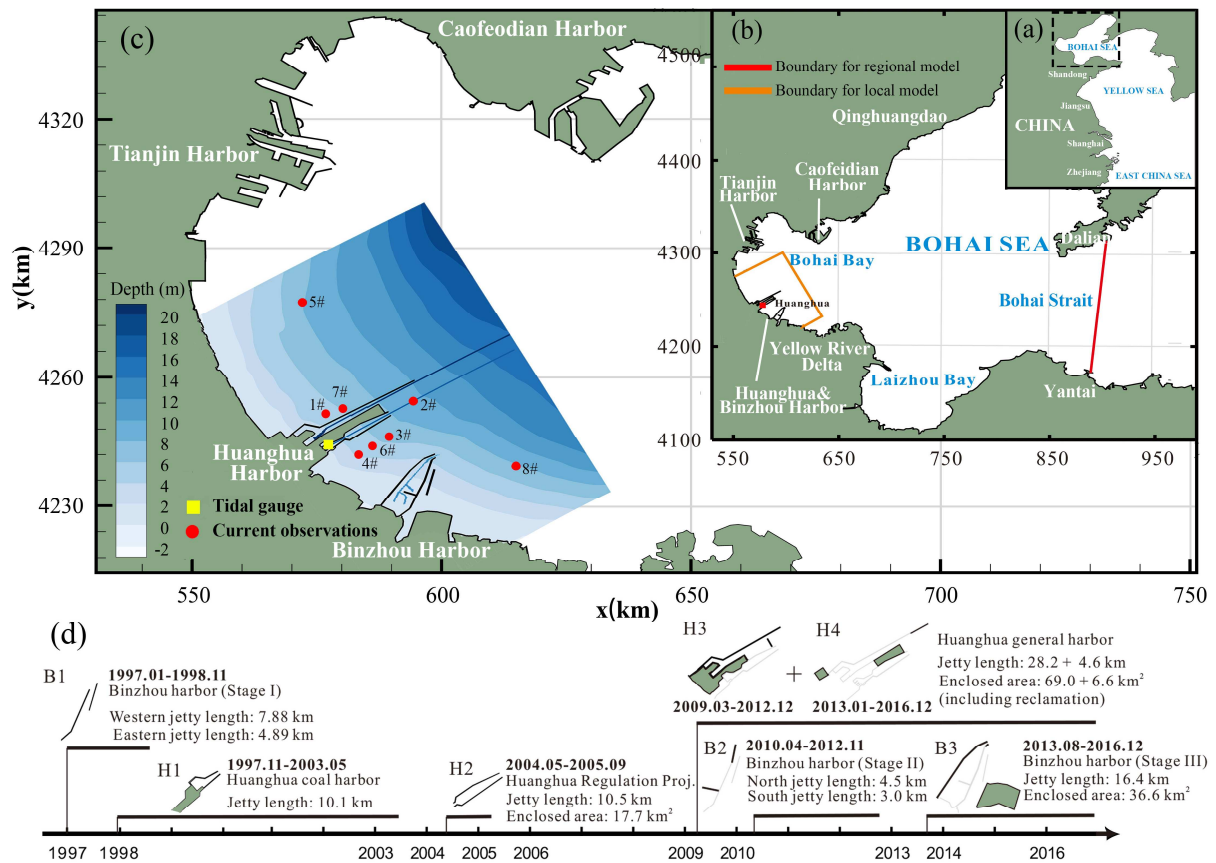 (c)
Caofeodian Harbor
Tianjin Harbor
Depth (m)
20
18
16
14
12
10
8
6
4
2
0
-2
5#
7#
1#
2#
3#
6#
4#
8#
Huanghua
Harbor
Tidal gauge
Current observations
Binzhou Harbor
4320
4290
4260
4230
y(km)
550
600
650
700
750
x(km)
(b)
Boundary for regional model
Boundary for local model
Qinghuangdao
Tianjin
Harbor
Caofeidian
Harbor
BOHAI SEA
Dalian
Bohai Bay
Huanghua
Bohai Strait
Yellow River
Delta
Huanghua&
Binzhou Harbor
Laizhou Bay
Yantai
4500
4400
4300
4200
4100
550
650
750
850
950
(a)
BOHAI SEA
Shandong
YELLOW SEA
Jiangsu
CHINA
Shanghai
Zhejiang
EAST CHINA SEA
(d)
B1
1997.01-1998.11
Binzhou harbor (Stage I)
Western jetty length: 7.88 km
Eastern jetty length: 4.89 km
H1
1997.11-2003.05
Huanghua coal harbor
Jetty length: 10.1 km
H2
2004.05-2005.09
Huanghua Regulation Proj.
Jetty length: 10.5 km
Enclosed area: 17.7 km²
H3
2009.03-2012.12
+
H4
2013.01-2016.12
Huanghua general harbor
Jetty length: 28.2 + 4.6 km
Enclosed area: 69.0 + 6.6 km²
(including reclamation)
B2
2010.04-2012.11
Binzhou harbor (Stage II)
North jetty length: 4.5 km
South jetty length: 3.0 km
B3
2013.08-2016.12
Binzhou harbor (Stage III)
Jetty length: 16.4 km
Enclosed area: 36.6 km²
1997
1998
2003
2004
2005
2006
2009
2010
2013
2014
2016